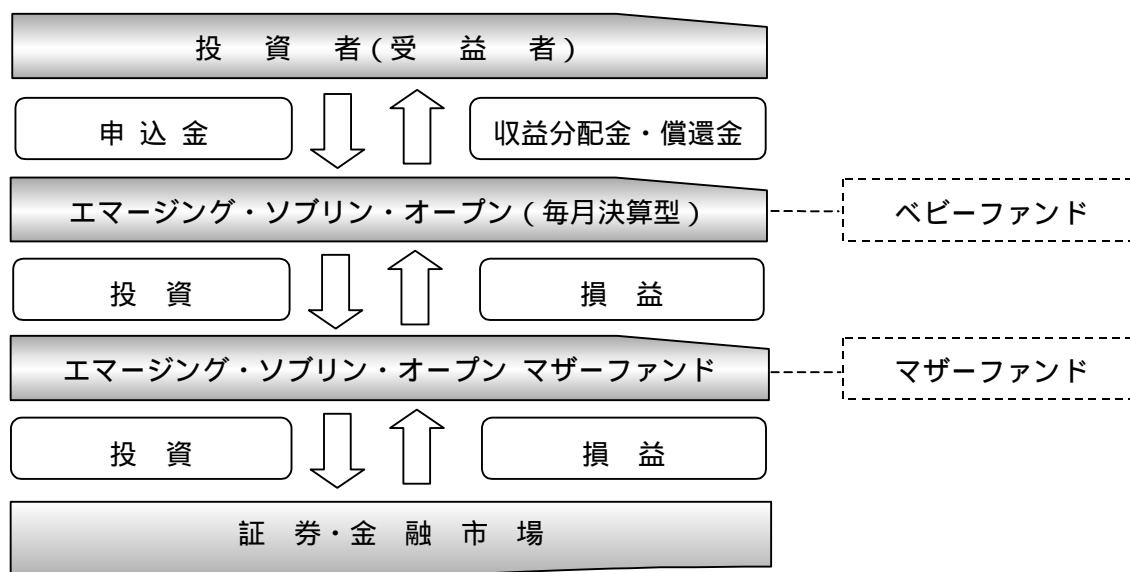 投 資 者(受 益 者)
申 込 金
収益分配金・償還金
エマージング・ソブリン・オープン(毎月決算型)
ベビーファンド
投 資
損 益
エマージング・ソブリン・オープン マザーファンド
マザーファンド
投 資
損 益
証 券・金 融 市 場